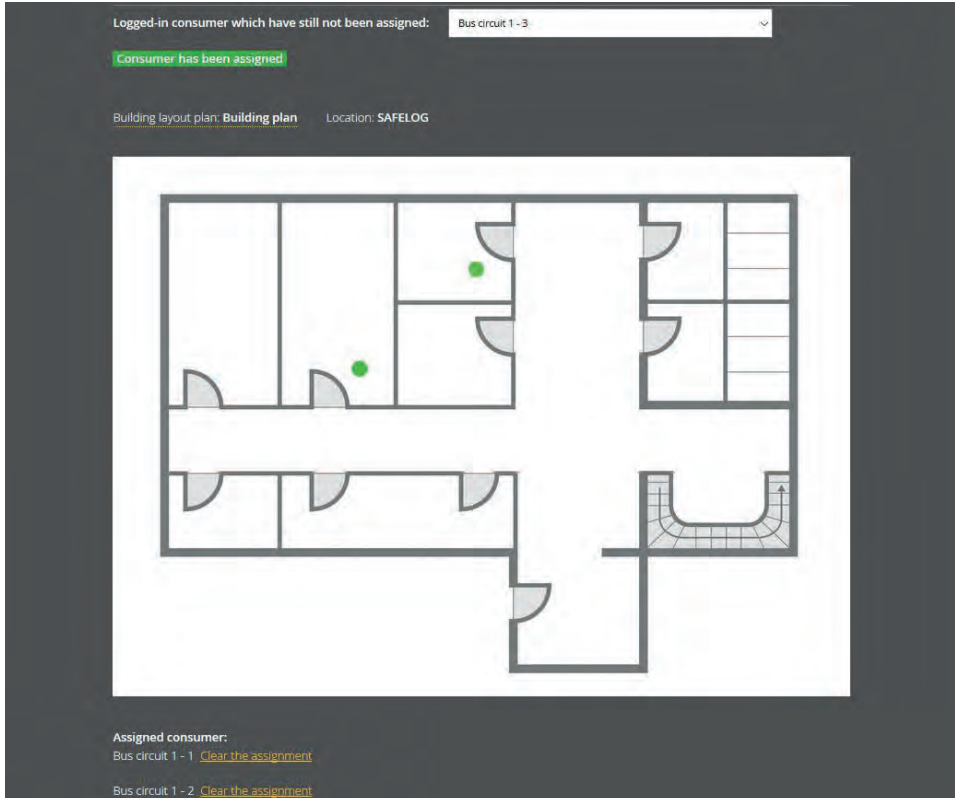 Logged-in consumer which have still not been assigned: Bus circuit 1 - 3
Consumer has been assigned
Building layout plan: Building plan Location: SAFELOG
Assigned consumer:
Bus circuit 1 - 1 Clear the assignment
Bus circuit 1 - 2 Clear the assignment